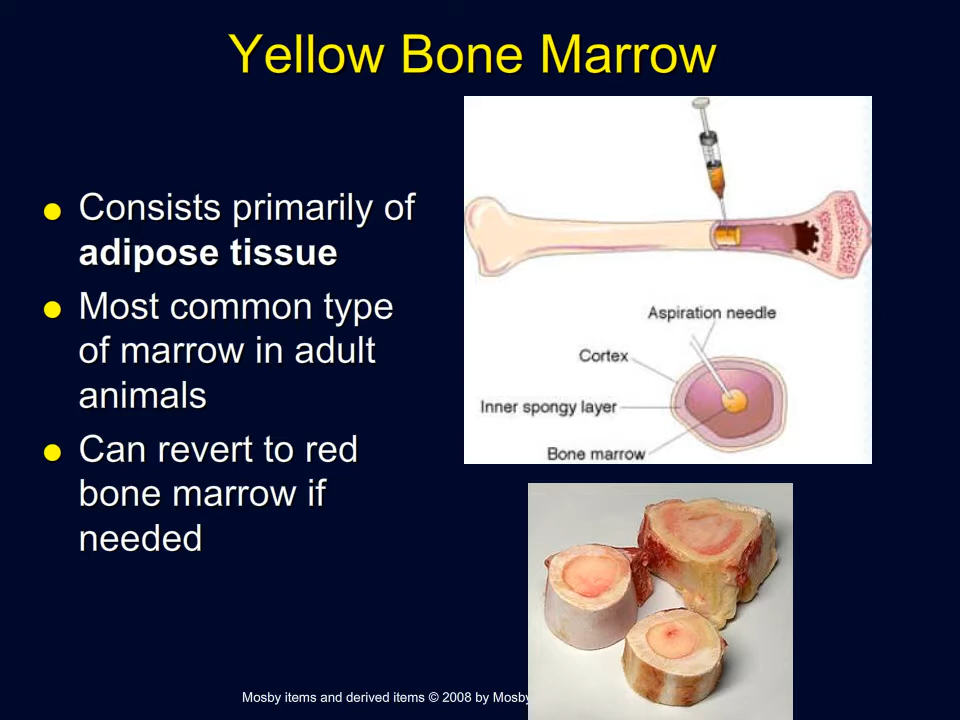 Yellow Bone Marrow
Consists primarily of
adipose tissue
Most common type
of marrow in adult
animals
Can revert to red
bone marrow if
needed
Aspiration needle
Cortex
Inner spongy layer
Bone marrow
Mosby items and derived items © 2008 by Mosby